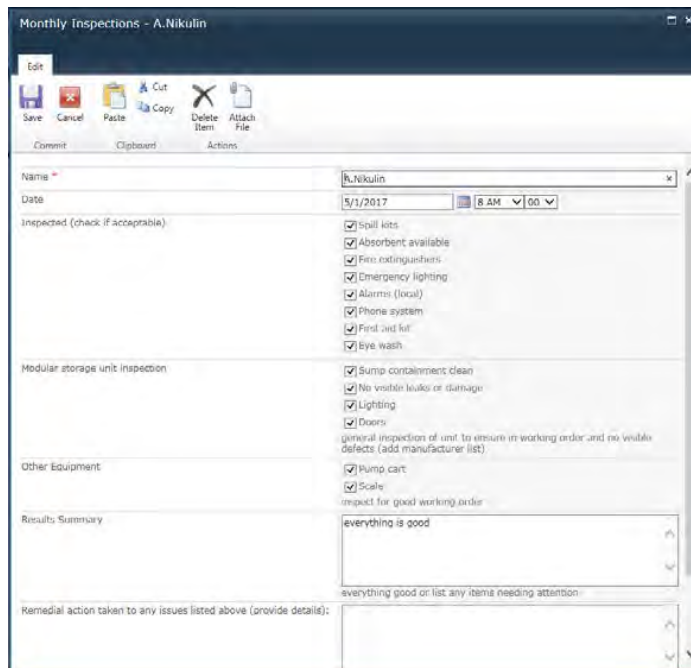 Monthly Inspections - A.Nikulin
Edit
Save
Cancel
Paste
Cut
Copy
Delete Item
Attach File
Commit
Clipboard
Actions
Name *
A.Nikulin
Date
5/1/2017
8 AM
00
Inspected (check if acceptable)
Spill kits
Absorbent available
Fire extinguishers
Emergency lighting
Alarms (local)
Phone system
First aid kit
Eye wash
Modular storage unit inspection
Sump containment clean
No visible leaks or damage
Lighting
Doors
general inspection of unit to ensure in working order and no visible
defects (add manufacturer list)
Other Equipment
Pump cart
Scale
inspect for good working order
Results Summary
everything is good
everything good or list any items needing attention
Remedial action taken to any issues listed above (provide details):